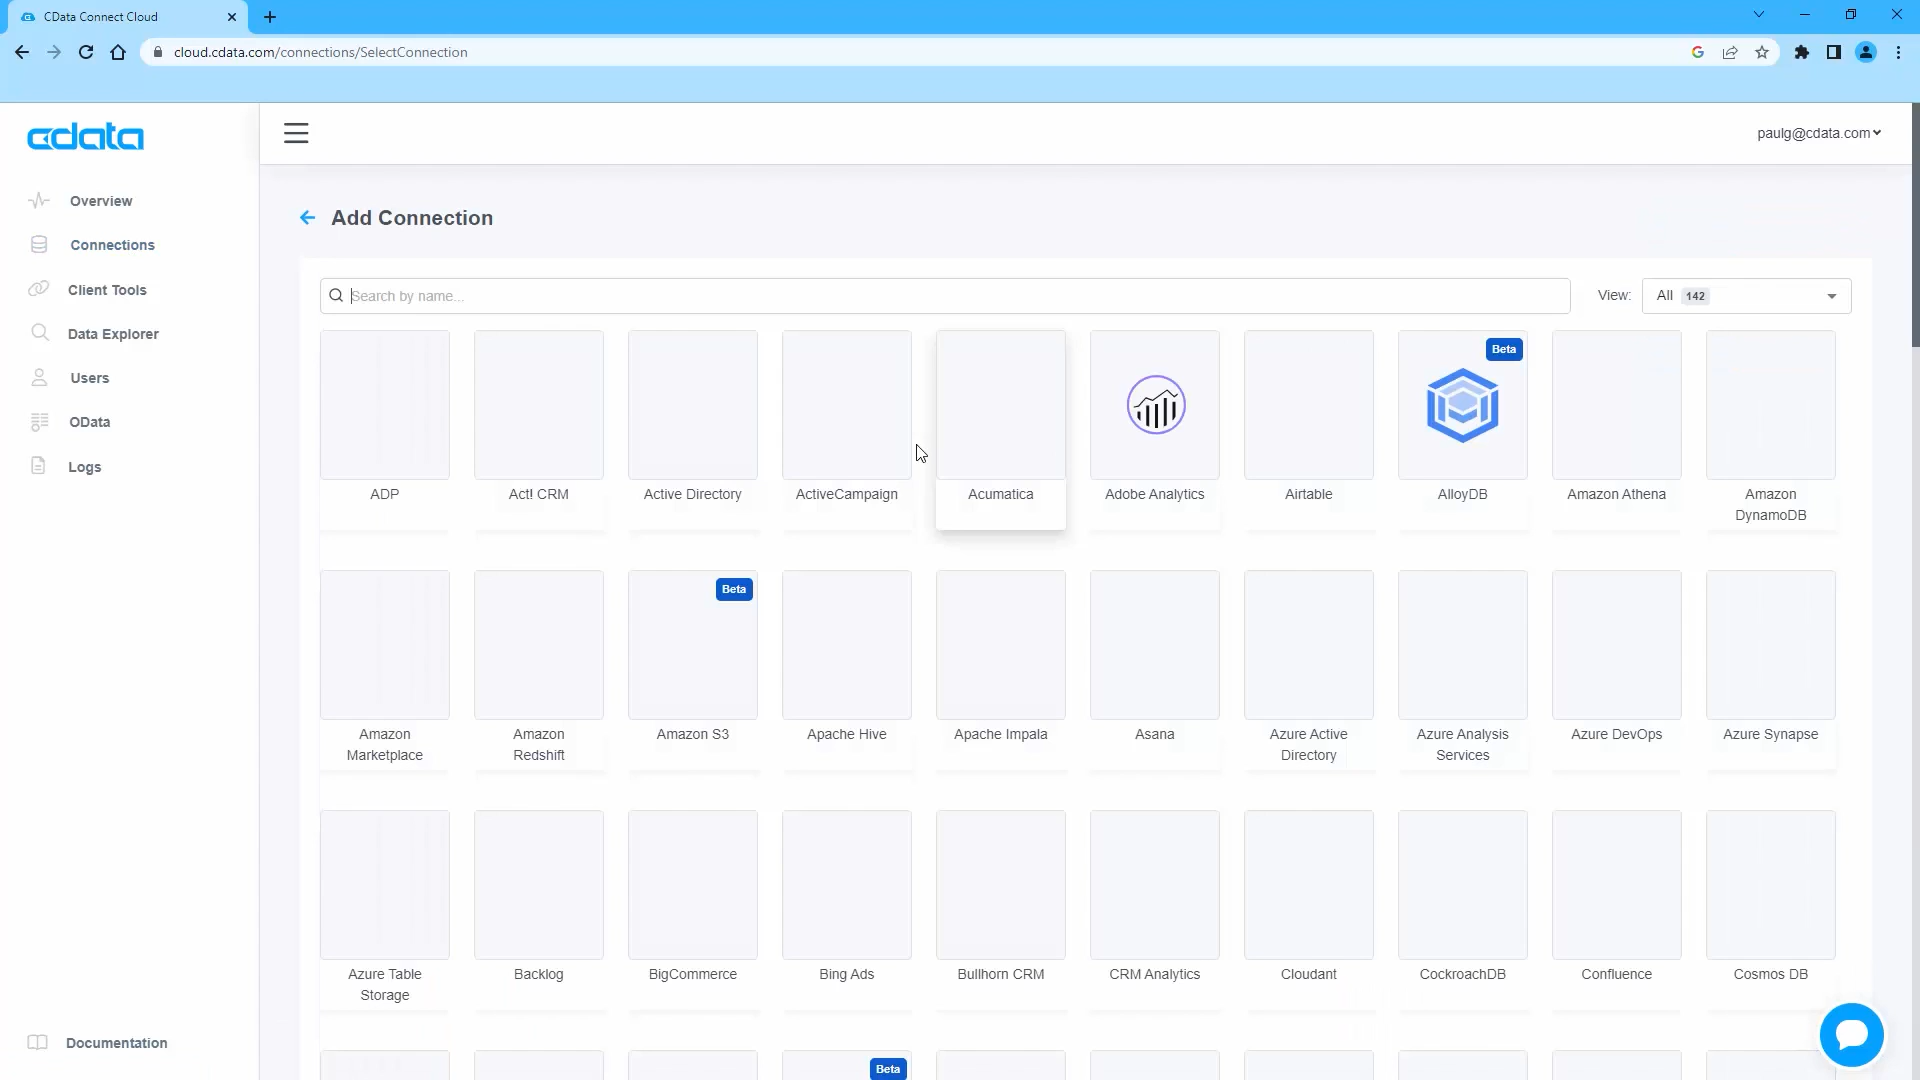 CData Connect Cloud
cloud.cdata.com/connections/SelectConnection
cdata
paulg@cdata.com
Overview
Connections
Client Tools
Data Explorer
Users
OData
Logs
Documentation
Add Connection
Search by name...
View:
All 142
Beta
ADP
Act! CRM
Active Directory
ActiveCampaign
Acumatica
Adobe Analytics
Airtable
AlloyDB
Amazon Athena
Amazon
DynamoDB
Beta
Amazon
Marketplace
Amazon
Redshift
Amazon S3
Apache Hive
Apache Impala
Asana
Azure Active
Directory
Azure Analysis
Services
Azure DevOps
Azure Synapse
Azure Table
Storage
Backlog
BigCommerce
Bing Ads
Bullhorn CRM
CRM Analytics
Cloudant
CockroachDB
Confluence
Cosmos DB
Beta